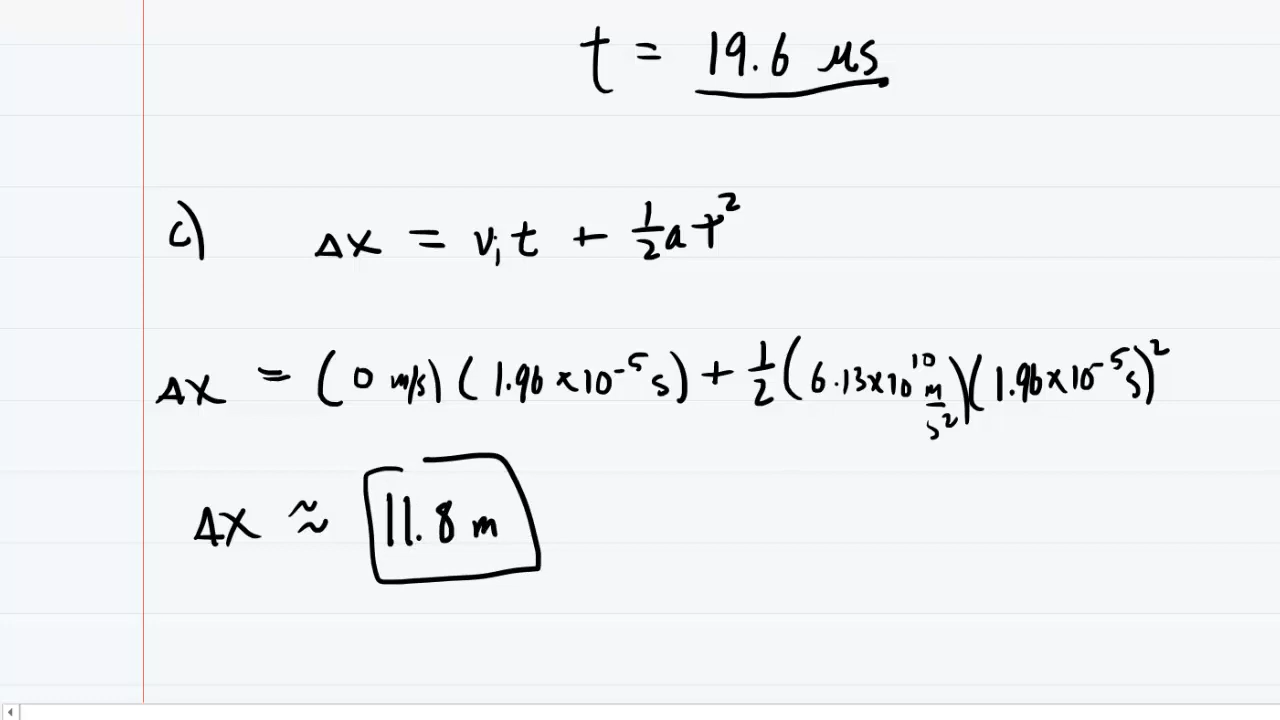 t = 19.6 μs
c) Δx = vᵢt + ½at²
Δx = (0 m/s)(1.96×10⁻⁵ s) + ½(6.13×10¹⁰ m/s²)(1.96×10⁻⁵ s)²
Δx ≈ 11.8 m